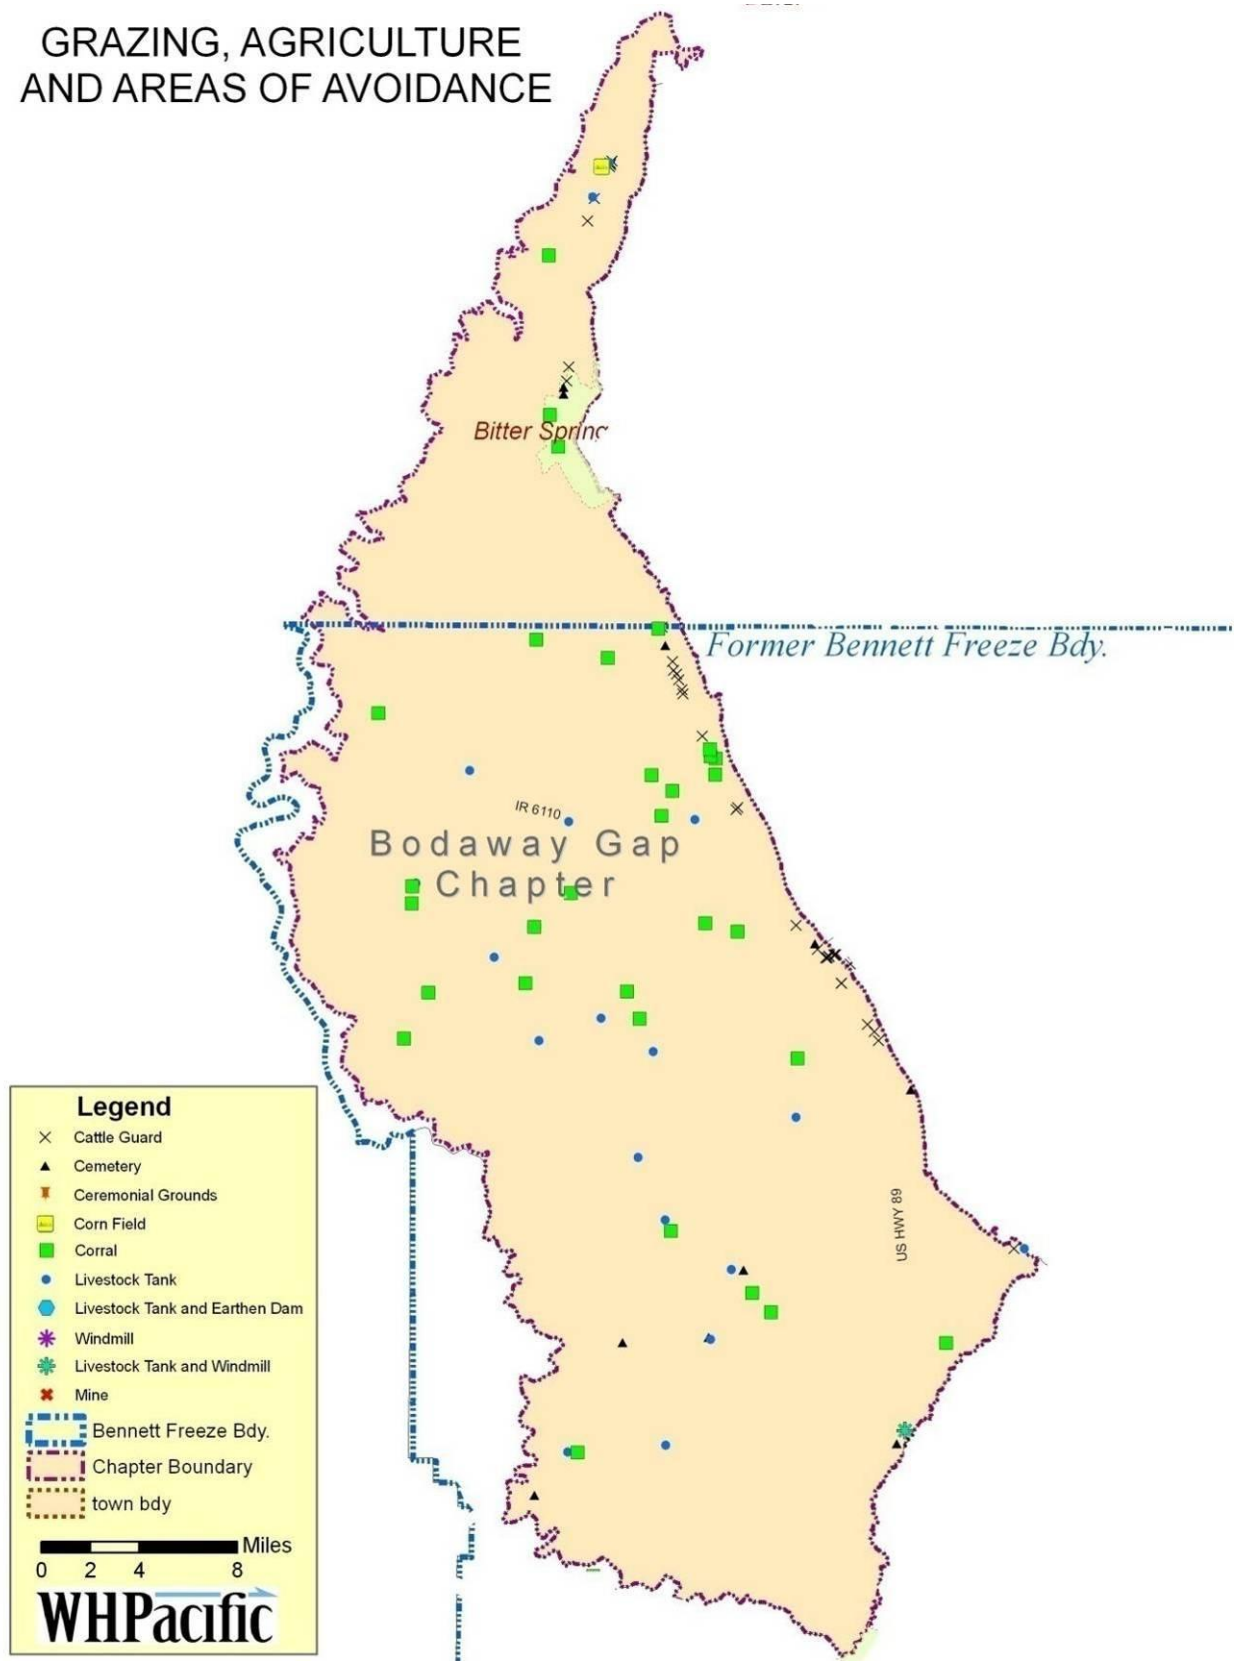 GRAZING, AGRICULTURE
AND AREAS OF AVOIDANCE
Bitter Spring
Former Bennett Freeze Bdy.
IR 6110
Bodaway Gap
Chapter
US HWY 89
Legend
Cattle Guard
Cemetery
Ceremonial Grounds
Corn Field
Corral
Livestock Tank
Livestock Tank and Earthen Dam
Windmill
Livestock Tank and Windmill
Mine
Bennett Freeze Bdy.
Chapter Boundary
town bdy
Miles
0 2 4 8
WHPacific